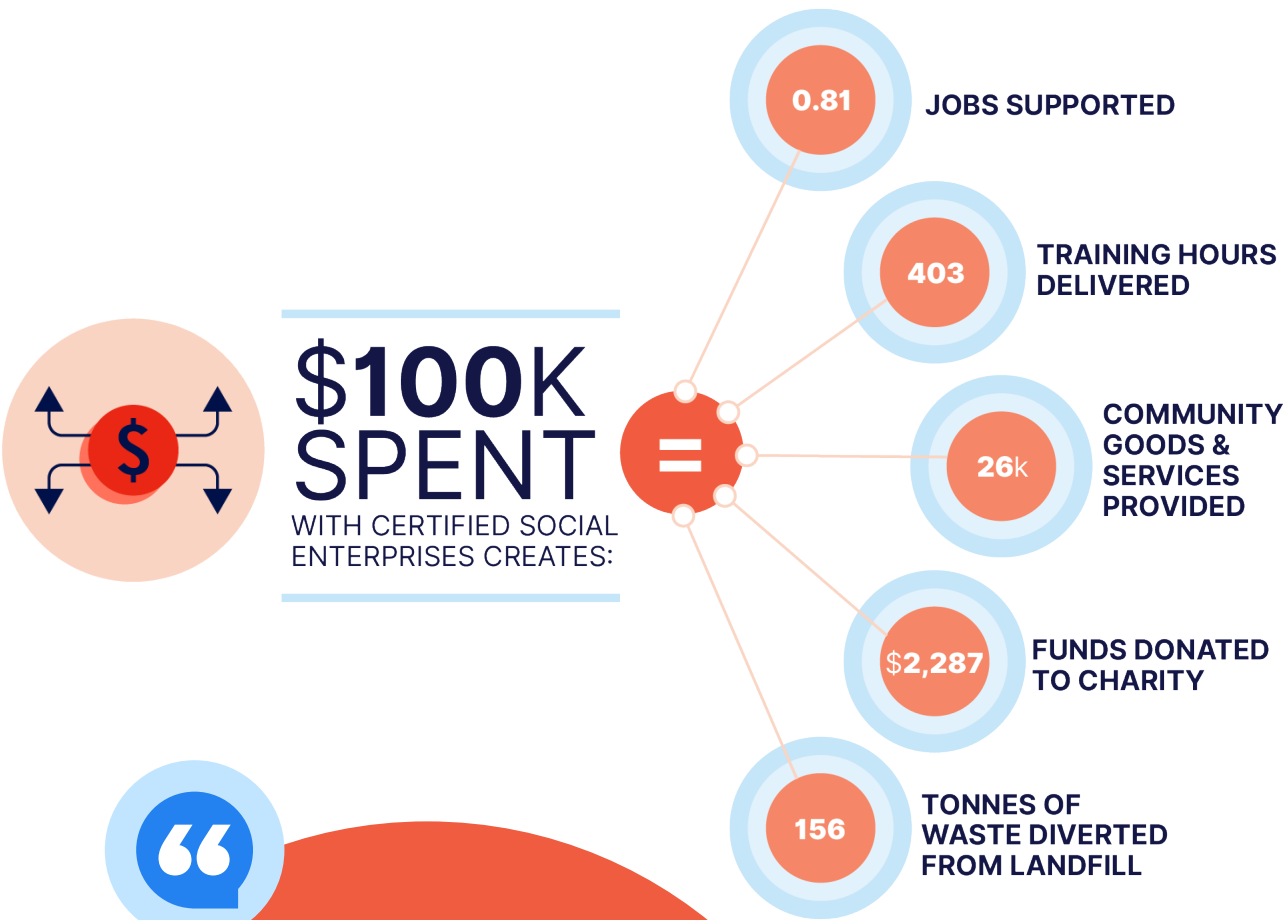 $100K
SPENT
WITH CERTIFIED SOCIAL
ENTERPRISES CREATES:
$
=
0.81
JOBS SUPPORTED
403
TRAINING HOURS
DELIVERED
26k
COMMUNITY
GOODS &
SERVICES
PROVIDED
$2,287
FUNDS DONATED
TO CHARITY
156
TONNES OF
WASTE DIVERTED
FROM LANDFILL
“